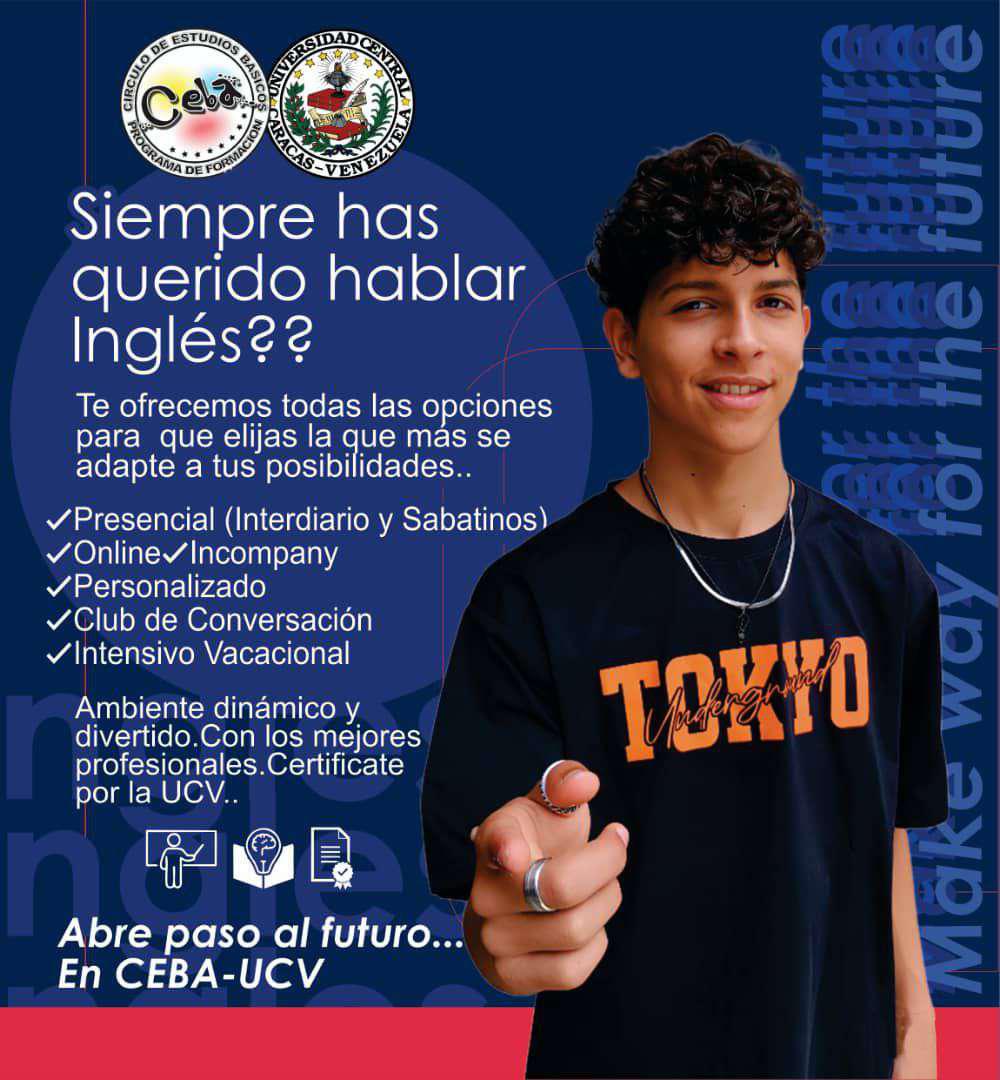 CIRCULO DE ESTUDIOS BASICOS
Ceba
PROGRAMA DE FORMACION
UNIVERSIDAD CENTRAL
CARACAS-VENEZUELA
Siempre has
querido hablar
Inglés??
Te ofrecemos todas las opciones
para que elijas la que más se
adapte a tus posibilidades..
✓Presencial (Interdiario y Sabatinos)
✓Online✓Incompany
✓Personalizado
✓Club de Conversación
✓Intensivo Vacacional
Ambiente dinámico y
divertido.Con los mejores
profesionales.Certificate
por la UCV..
Abre paso al futuro...
En CEBA-UCV
TOKYO
Underground
Make way for the future
ngles
ngles
ngles